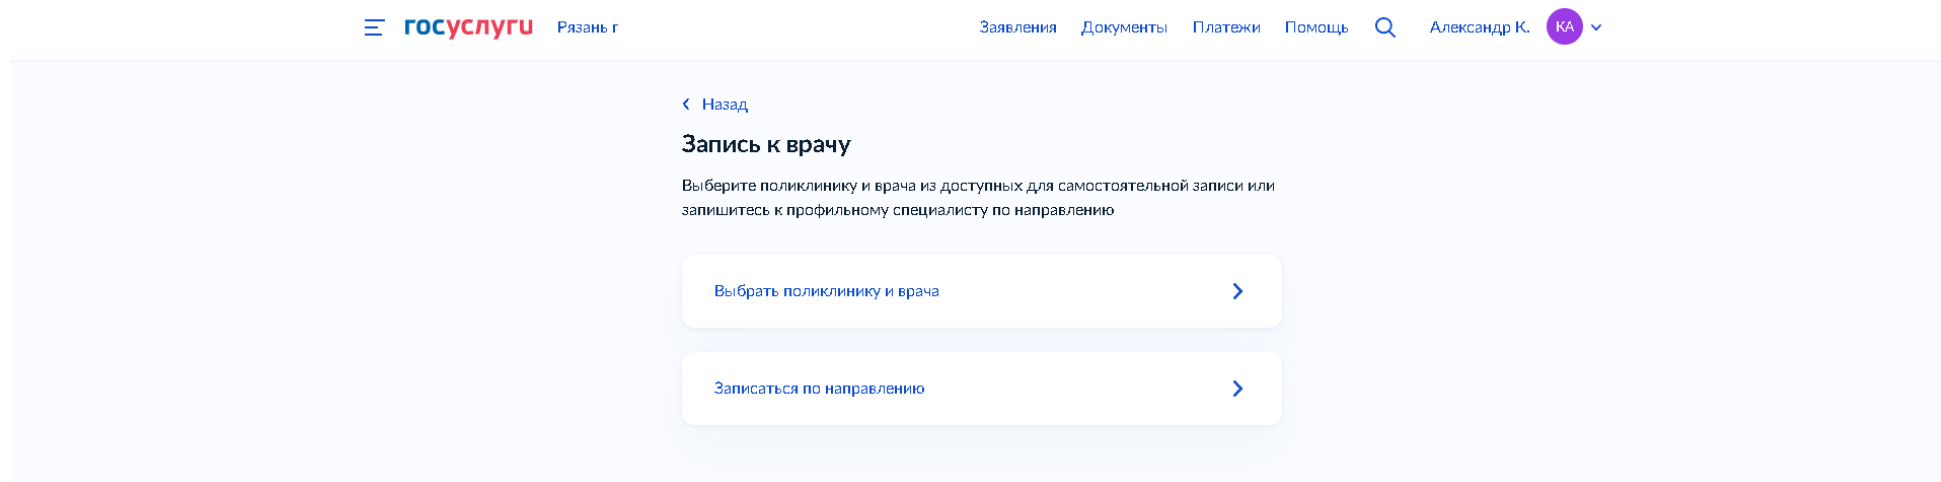 госуслуги Рязань г Заявления Документы Платежи Помощь Александр К. КА
Назад
Запись к врачу
Выберите поликлинику и врача из доступных для самостоятельной записи или
запишитесь к профильному специалисту по направлению
Выбрать поликлинику и врача
Записаться по направлению